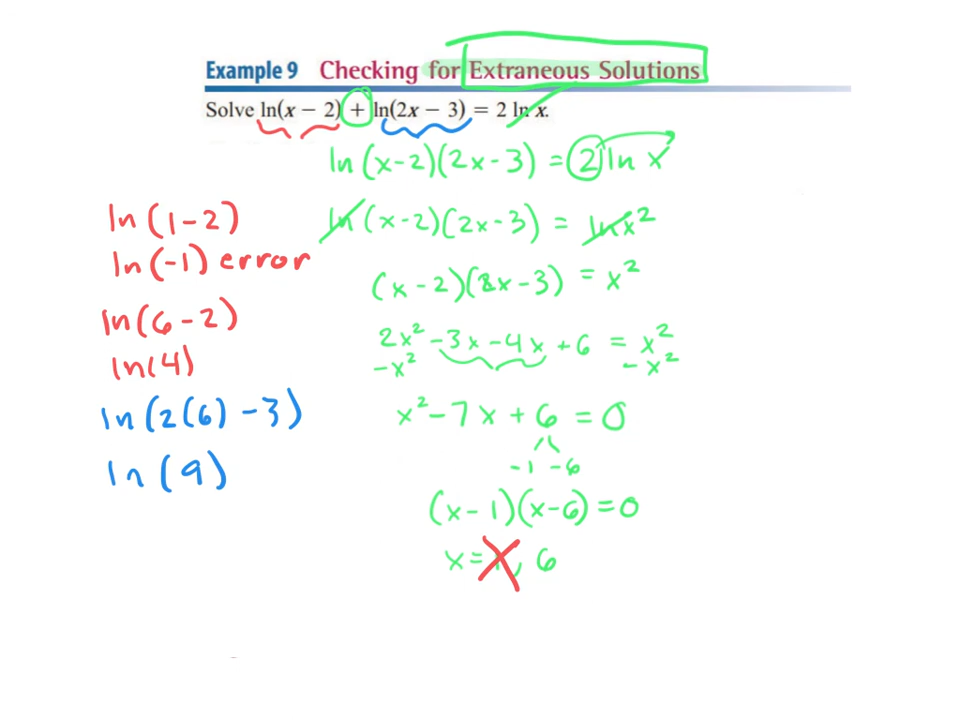 Example 9 Checking for Extraneous Solutions
Solve ln(x − 2) + ln(2x − 3) = 2 ln x.
ln (x-2)(2x-3) = 2 ln x
ln (x-2)(2x-3) = ln x²
(x-2)(2x-3) = x²
2x² -3x -4x +6 = x²
-x² -x²
x² -7x + 6 = 0
-1 -6
(x-1)(x-6) = 0
x = 1, 6
ln (1-2)
ln (-1) error
ln (6-2)
ln (4)
ln (2(6) -3)
ln (9)